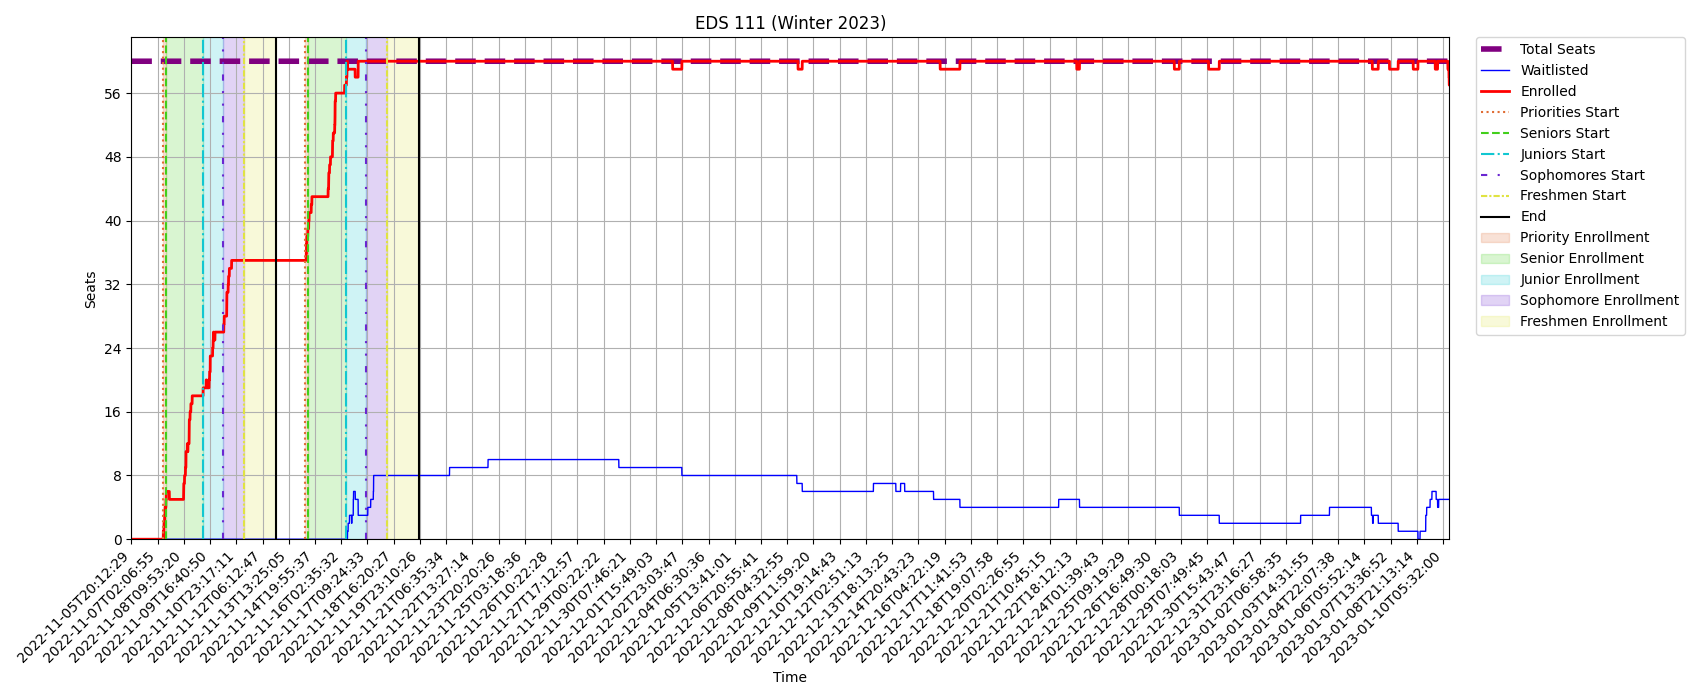 EDS 111 (Winter 2023)
Total Seats
Waitlisted
Enrolled
Priorities Start
Seniors Start
Juniors Start
Sophomores Start
Freshmen Start
End
Priority Enrollment
Senior Enrollment
Junior Enrollment
Sophomore Enrollment
Freshmen Enrollment
Seats
56
48
40
32
24
16
8
0
2022-11-05T20:12:29
2022-11-07T02:06:55
2022-11-08T09:53:20
2022-11-09T16:40:50
2022-11-10T23:17:11
2022-11-12T06:12:47
2022-11-13T13:25:05
2022-11-14T19:55:37
2022-11-16T02:35:32
2022-11-17T09:24:33
2022-11-18T16:20:27
2022-11-19T23:10:26
2022-11-21T06:35:34
2022-11-22T13:27:14
2022-11-23T20:20:26
2022-11-25T03:18:36
2022-11-26T10:22:28
2022-11-27T17:12:57
2022-11-29T00:22:22
2022-11-30T07:46:21
2022-12-01T15:49:03
2022-12-02T23:03:47
2022-12-04T06:30:36
2022-12-05T13:41:01
2022-12-06T20:55:41
2022-12-08T04:32:55
2022-12-09T11:59:20
2022-12-10T19:14:43
2022-12-12T02:51:13
2022-12-13T18:13:25
2022-12-14T20:43:23
2022-12-16T04:22:19
2022-12-17T11:41:53
2022-12-18T19:07:58
2022-12-20T02:26:55
2022-12-21T10:45:15
2022-12-22T18:12:13
2022-12-24T01:39:43
2022-12-25T09:19:29
2022-12-26T16:49:30
2022-12-28T00:18:03
2022-12-29T07:49:45
2022-12-30T15:43:47
2022-12-31T23:16:27
2023-01-02T06:58:35
2023-01-03T14:31:55
2023-01-04T22:07:38
2023-01-06T05:52:14
2023-01-07T13:36:52
2023-01-08T21:13:14
2023-01-10T05:32:00
Time